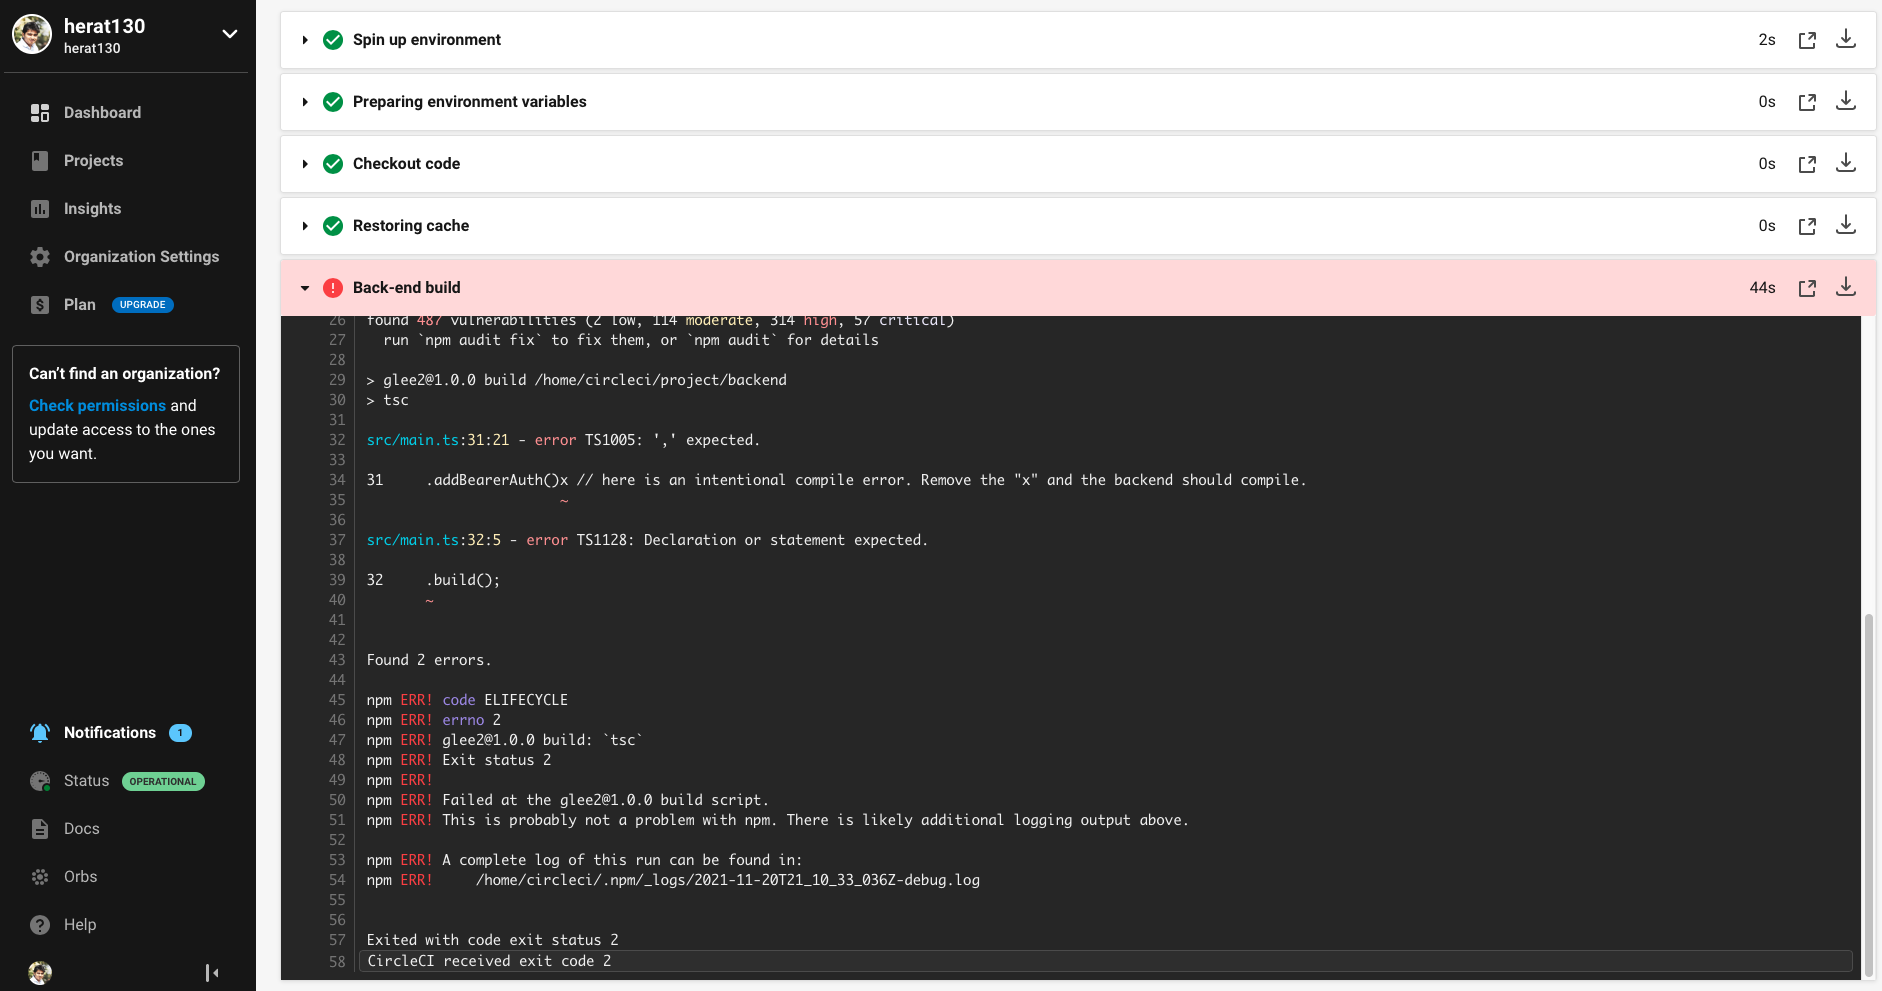 herat130
herat130
Dashboard
Projects
Insights
Organization Settings
Plan UPGRADE
Can't find an organization?
Check permissions and
update access to the ones
you want.
Notifications 1
Status OPERATIONAL
Docs
Orbs
Help
Spin up environment 2s
Preparing environment variables 0s
Checkout code 0s
Restoring cache 0s
Back-end build 44s
26 found 487 vulnerabilities (2 low, 114 moderate, 314 high, 57 critical)
27 run `npm audit fix` to fix them, or `npm audit` for details
28
29 > glee2@1.0.0 build /home/circleci/project/backend
30 > tsc
31
32 src/main.ts:31:21 - error TS1005: ',' expected.
33
34 31     .addBearerAuth()x // here is an intentional compile error. Remove the "x" and the backend should compile.
35 ~
36
37 src/main.ts:32:5 - error TS1128: Declaration or statement expected.
38
39 32     .build();
40 ~
41
42
43 Found 2 errors.
44
45 npm ERR! code ELIFECYCLE
46 npm ERR! errno 2
47 npm ERR! glee2@1.0.0 build: `tsc`
48 npm ERR! Exit status 2
49 npm ERR!
50 npm ERR! Failed at the glee2@1.0.0 build script.
51 npm ERR! This is probably not a problem with npm. There is likely additional logging output above.
52
53 npm ERR! A complete log of this run can be found in:
54 npm ERR!     /home/circleci/.npm/_logs/2021-11-20T21_10_33_036Z-debug.log
55
56
57 Exited with code exit status 2
58 CircleCI received exit code 2